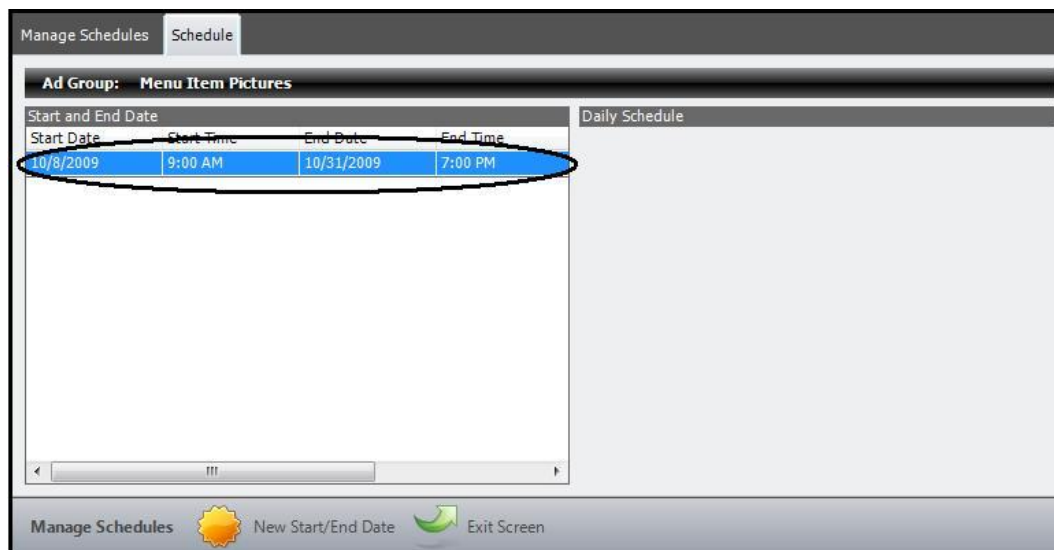 Manage Schedules Schedule
Ad Group: Menu Item Pictures
Start and End Date Daily Schedule
Start Date Start Time End Date End Time
10/8/2009 9:00 AM 10/31/2009 7:00 PM
Manage Schedules New Start/End Date Exit Screen